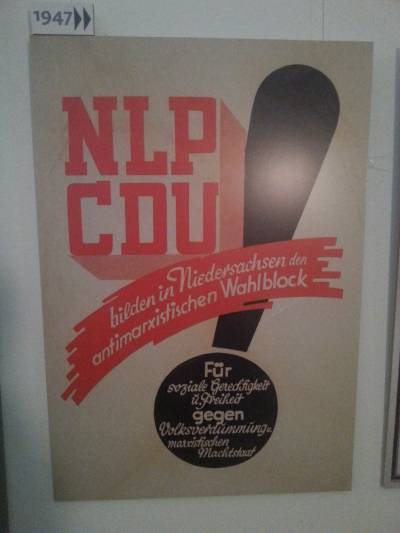 1947
NLP
CDU
bilden in Niedersachsen den
antimarxistischen Wahlblock
Für
soziale Gerechtigkeit
u. Freiheit
gegen
Volksverdummung u.
marxistischen
Machtstaat